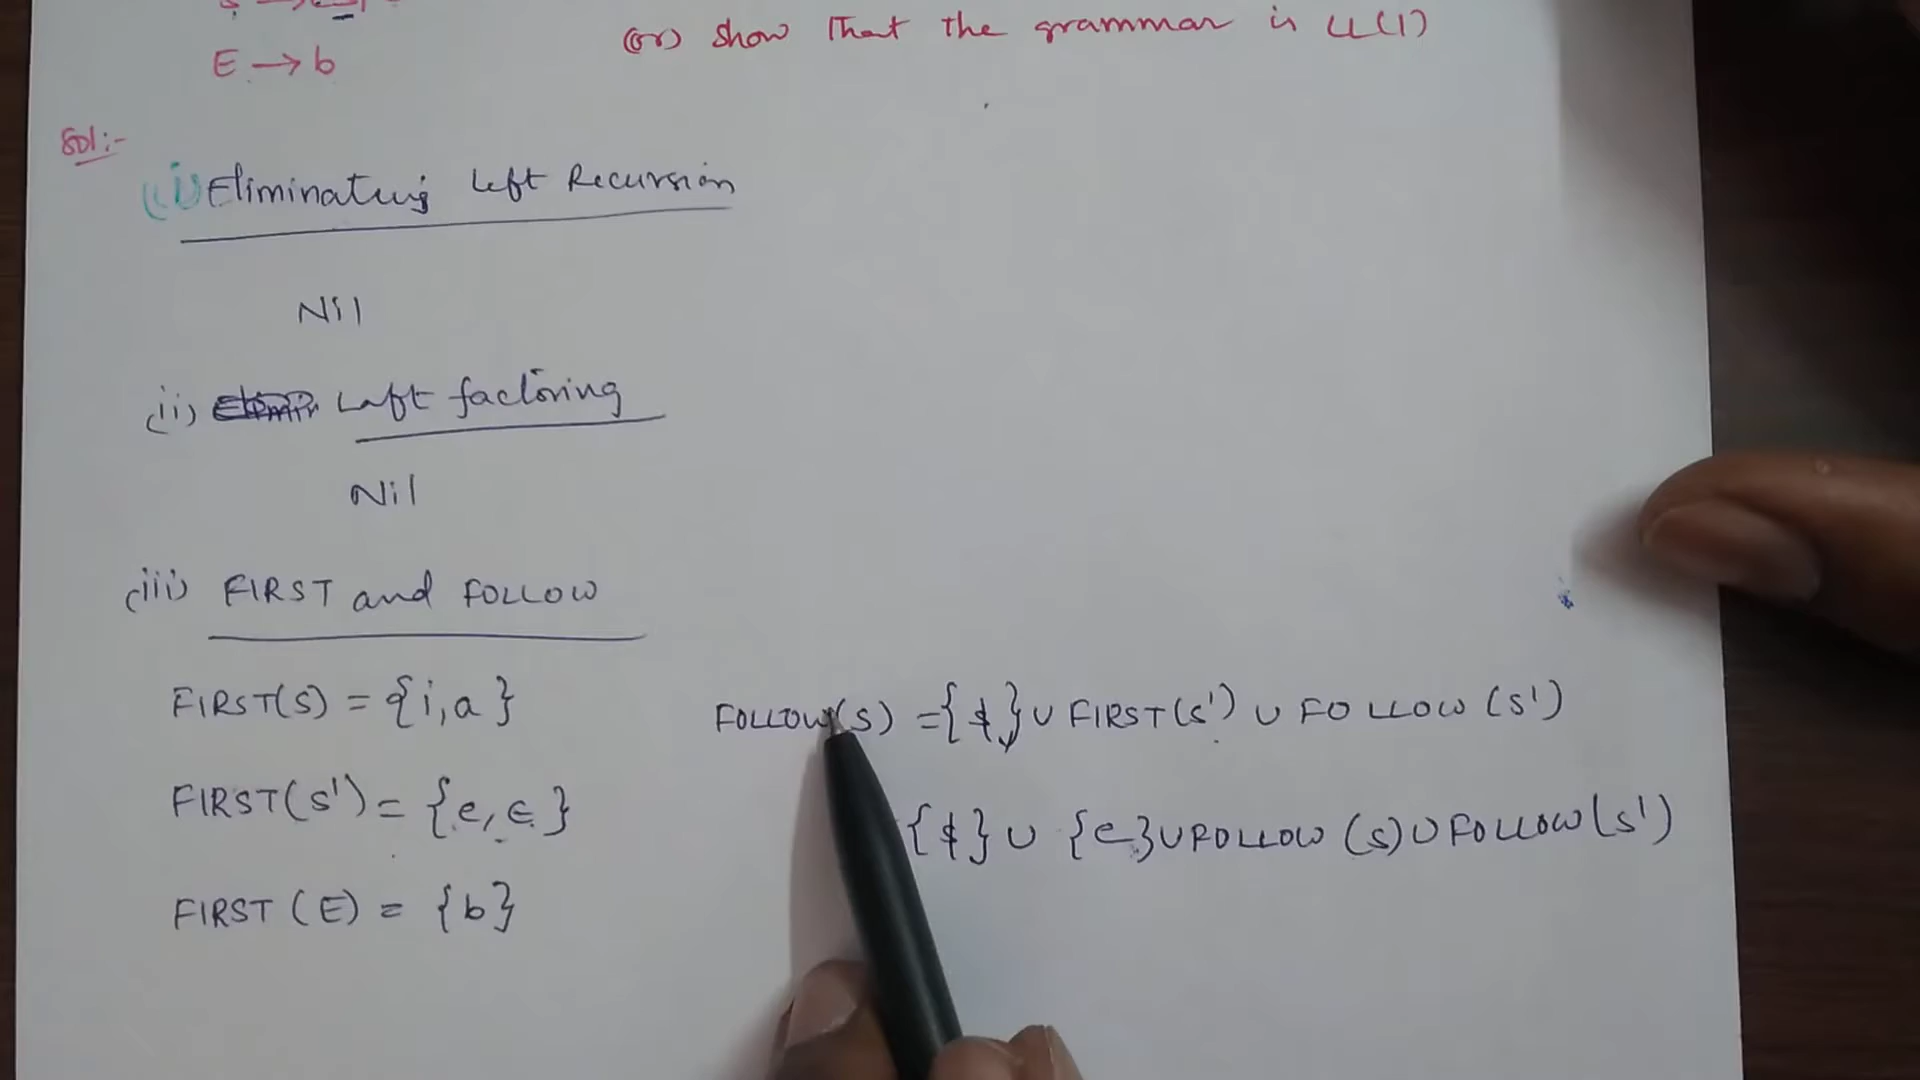 (or) show that the grammar is LL(1)
E → b
Sol:-
(i) Eliminating Left Recursion
Nil
(ii) Left factoring
Nil
(iii) FIRST and FOLLOW
FIRST(S) = {i,a}
FOLLOW(S) = {$} ∪ FIRST(S') ∪ FOLLOW(S')
FIRST(S') = {e, ϵ}
{$} ∪ {e} ∪ FOLLOW(S) ∪ FOLLOW(S')
FIRST(E) = {b}